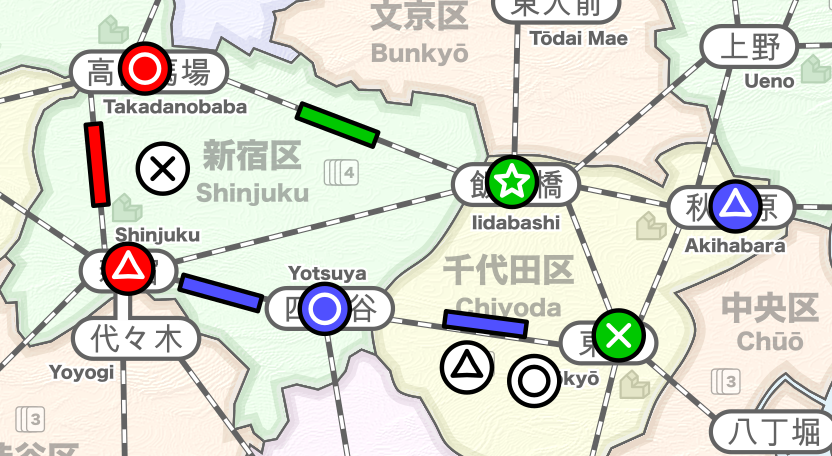 文京区
Bunkyō
東大前
Tōdai Mae
上野
Ueno
Takadanobaba
新宿区
Shinjuku
4
Iidabashi
Akihabara
Shinjuku
Yotsuya
千代田区
Chiyoda
中央区
Chūō
代々木
Yoyogi
3
3
八丁堀